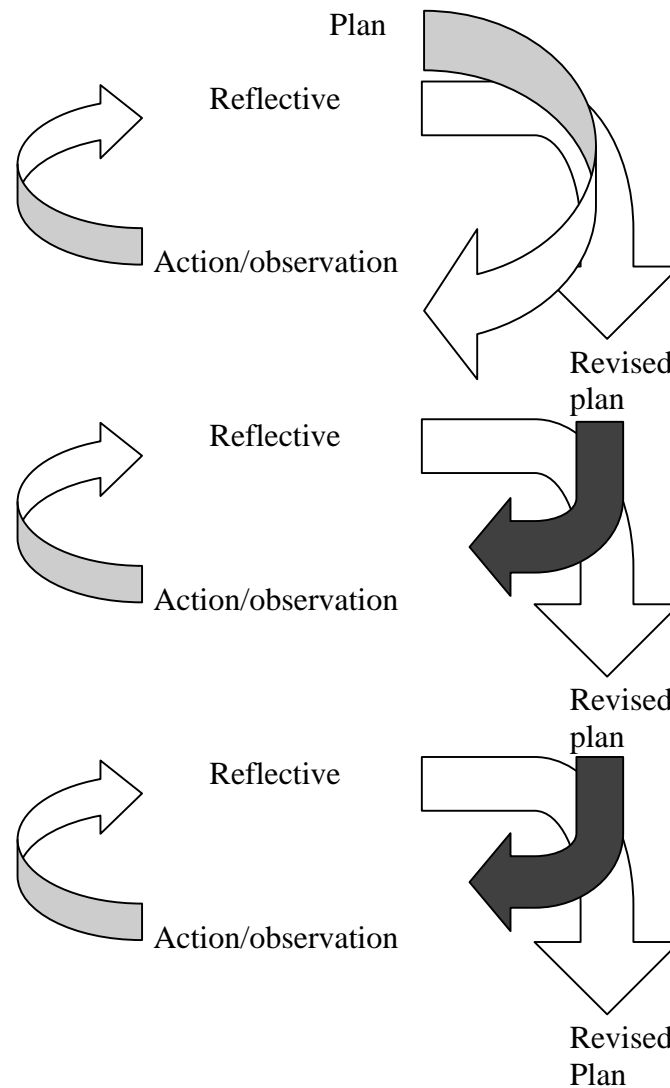 Plan
Reflective
Action/observation
Revised
plan
Reflective
Action/observation
Revised
plan
Reflective
Action/observation
Revised
Plan